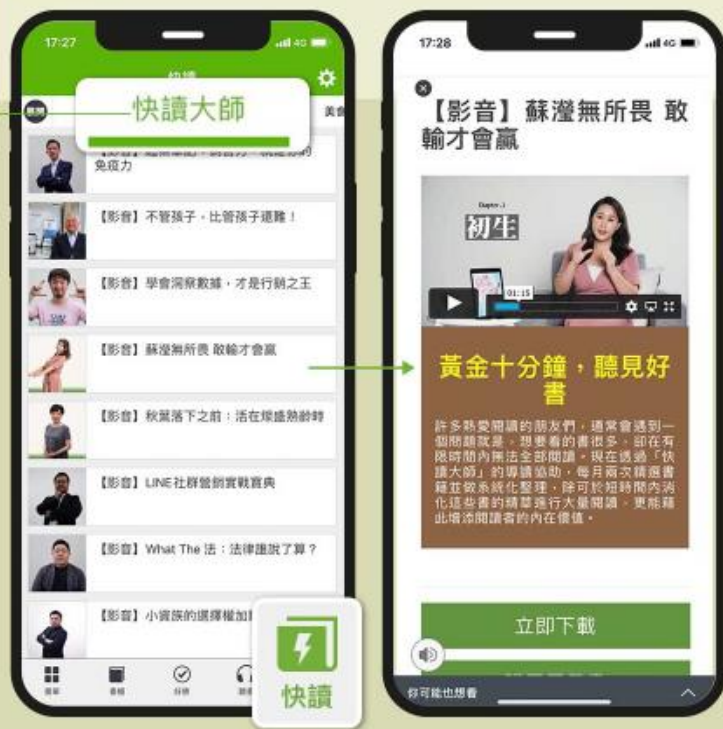 17:27
4G
快讀大師
美食
免疫力
【影音】不管孩子，比管孩子還難！
【影音】學會洞察數據，才是行銷之王
【影音】蘇瀅無所畏 敢輸才會贏
【影音】秋葉落下之前：活在燦盛熟齡時
【影音】LINE社群營銷實戰寶典
【影音】What The 法：法律誰說了算？
【影音】小資族的選擇權加
快讀
17:28
4G
【影音】蘇瀅無所畏 敢
輸才會贏
初生
01:15
黃金十分鐘，聽見好
書
許多熱愛閱讀的朋友們，通常會遇到一
個問題就是，想要看的書很多，卻在有
限時間內無法全部閱讀。現在透過「快
讀大師」的導讀協助，每月兩次精選書
籍並做系統化整理，除可於短時間內消
化這些書的精華進行大量閱讀，更能藉
此增添閱讀者的內在價值。
立即下載
你可能也想看